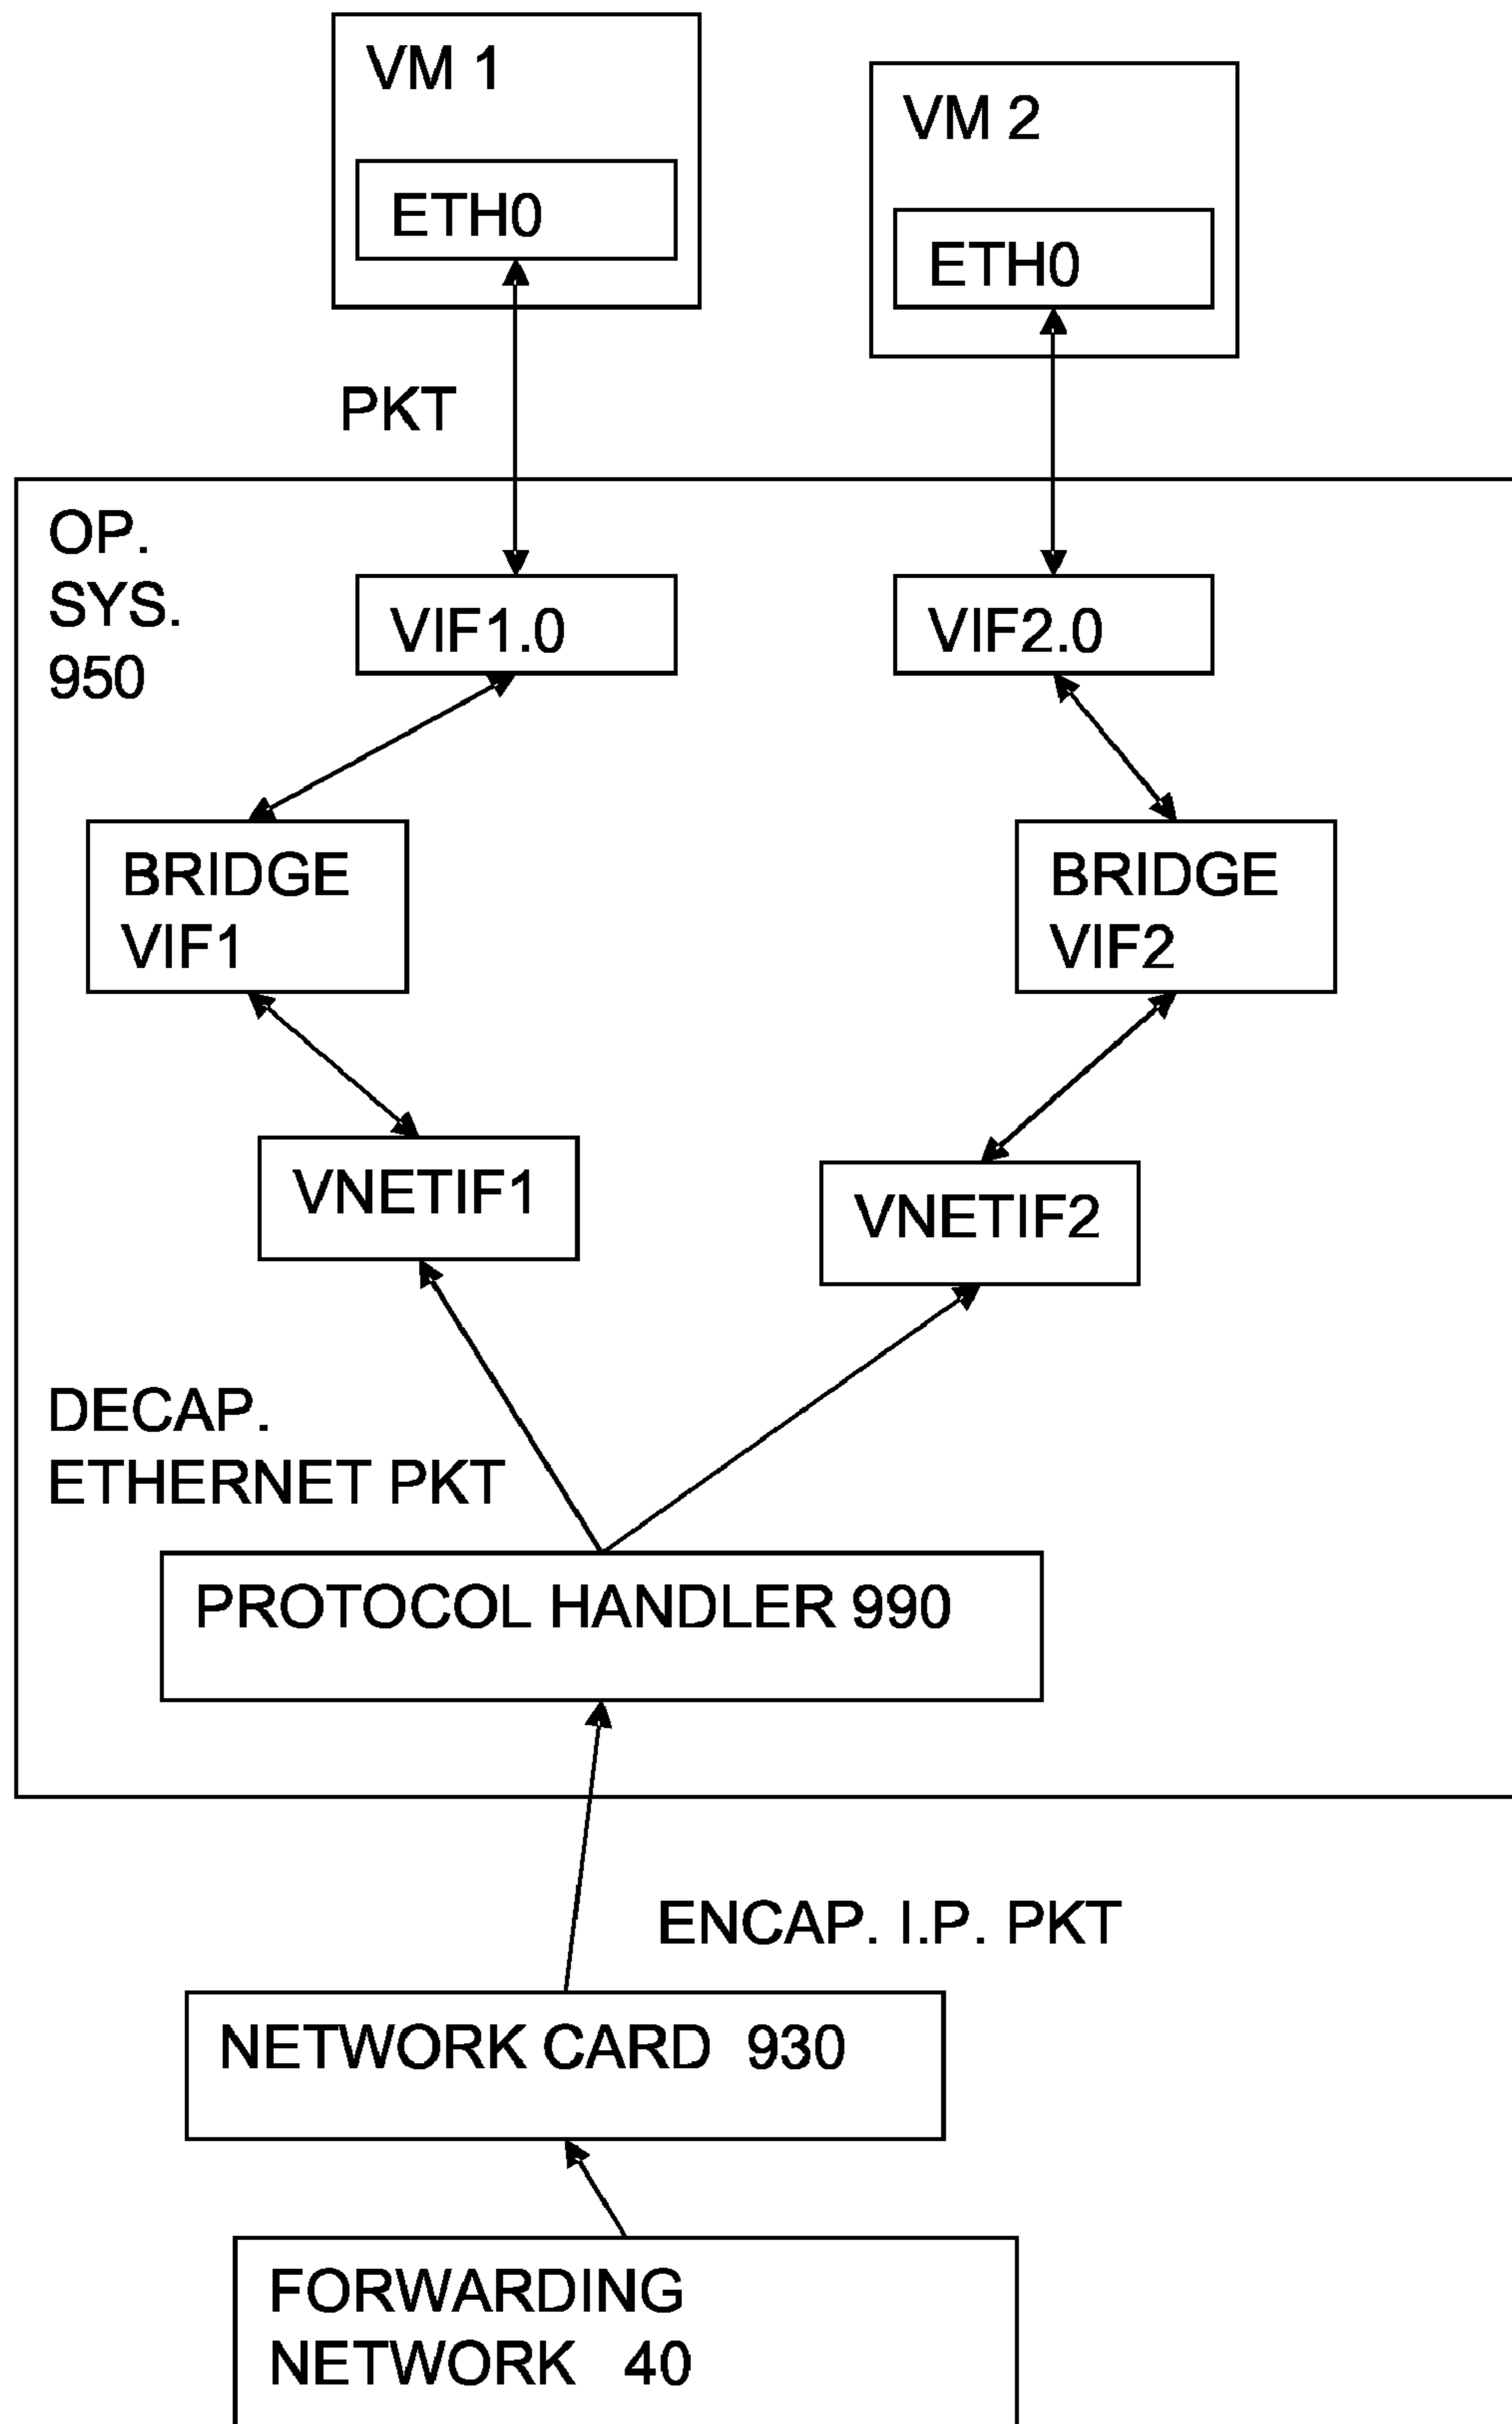 VM 1
VM 2
ETH0
ETH0
PKT
OP.
SYS.
950
VIF1.0
VIF2.0
BRIDGE
VIF1
BRIDGE
VIF2
VNETIF1
VNETIF2
DECAP.
ETHERNET PKT
PROTOCOL HANDLER 990
ENCAP. I.P. PKT
NETWORK CARD 930
FORWARDING
NETWORK 40